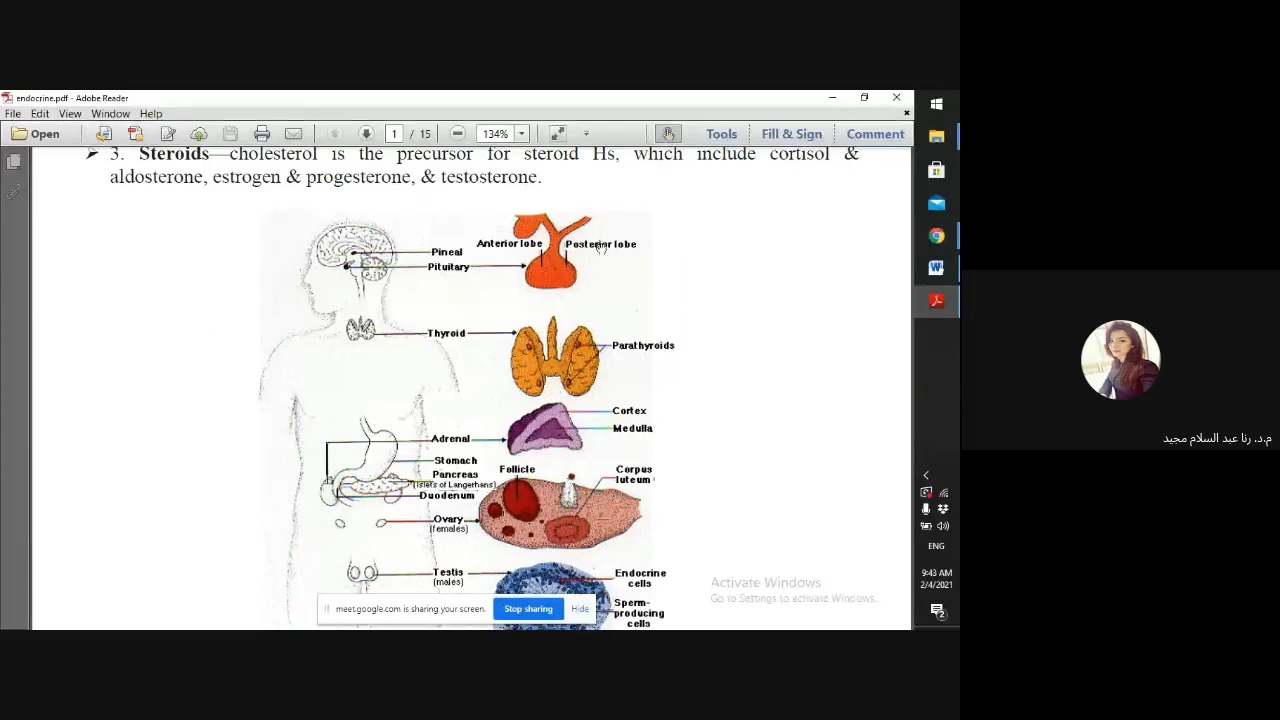 endocrine.pdf - Adobe Reader
File Edit View Window Help
Open 1 / 15 134% Tools Fill & Sign Comment
➤ 3. Steroids—cholesterol is the precursor for steroid Hs, which include cortisol &
aldosterone, estrogen & progesterone, & testosterone.
Anterior lobe Posterior lobe
Pineal
Pituitary
Thyroid
Parathyroids
Cortex
Medulla
Adrenal
Stomach
Pancreas
(Islets of Langerhans)
Duodenum
Follicle
Corpus
luteum
Ovary
(females)
Testis
(males)
Endocrine
cells
Sperm-
producing
cells
Activate Windows
Go to Settings to activate Windows.
meet.google.com is sharing your screen. Stop sharing Hide
ENG
9:43 AM
2/4/2021
2
م.د. رنا عبد السلام مجيد